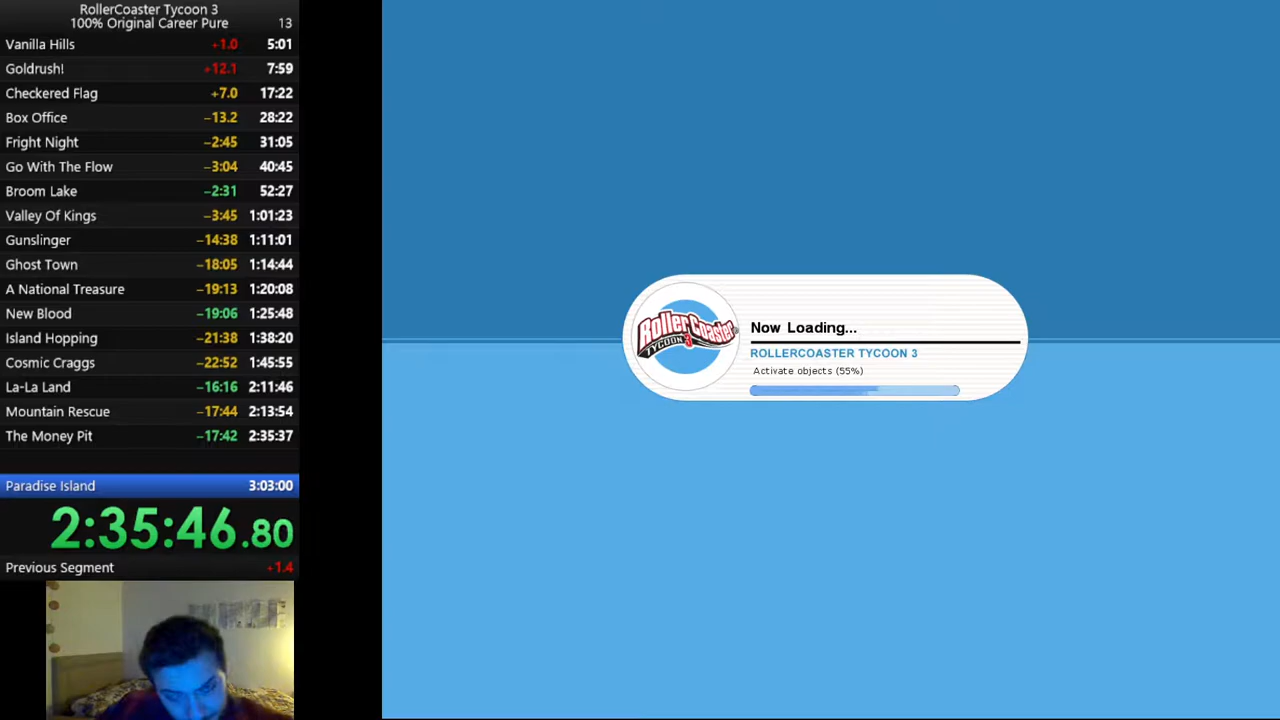 RollerCoaster Tycoon 3
100% Original Career Pure 13
Vanilla Hills +1.0 5:01
Goldrush! +12.1 7:59
Checkered Flag +7.0 17:22
Box Office −13.2 28:22
Fright Night −2:45 31:05
Go With The Flow −3:04 40:45
Broom Lake −2:31 52:27
Valley Of Kings −3:45 1:01:23
Gunslinger −14:38 1:11:01
Ghost Town −18:05 1:14:44
A National Treasure −19:13 1:20:08
New Blood −19:06 1:25:48
Island Hopping −21:38 1:38:20
Cosmic Craggs −22:52 1:45:55
La-La Land −16:16 2:11:46
Mountain Rescue −17:44 2:13:54
The Money Pit −17:42 2:35:37
Paradise Island 3:03:00
2:35:46.80
Previous Segment +1.4
RollerCoaster
TYCOON 3
Now Loading...
ROLLERCOASTER TYCOON 3
Activate objects (55%)